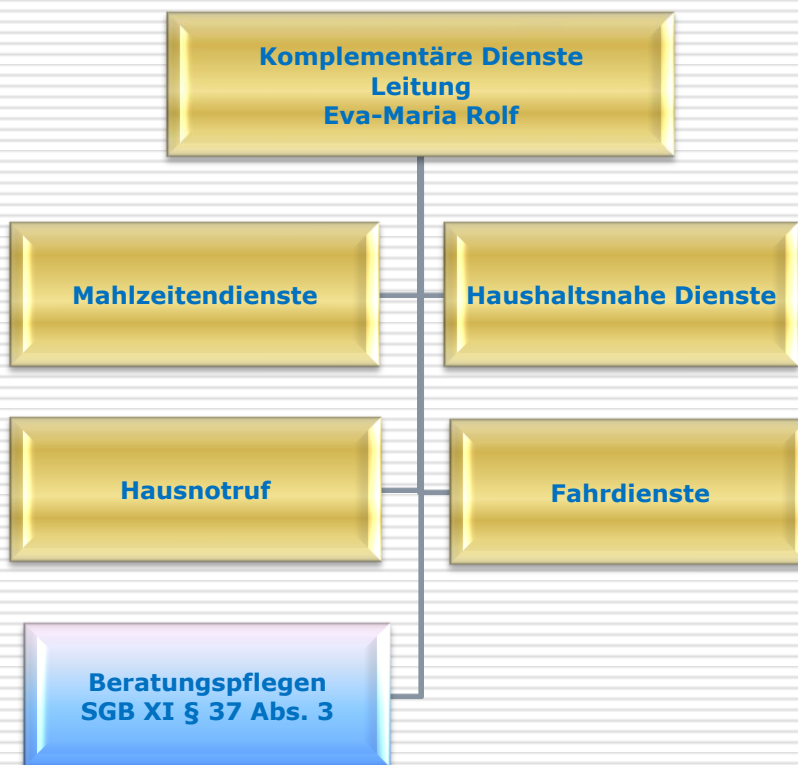 Komplementäre Dienste
Leitung
Eva-Maria Rolf
Mahlzeitendienste
Haushaltsnahe Dienste
Hausnotruf
Fahrdienste
Beratungspflegen
SGB XI § 37 Abs. 3